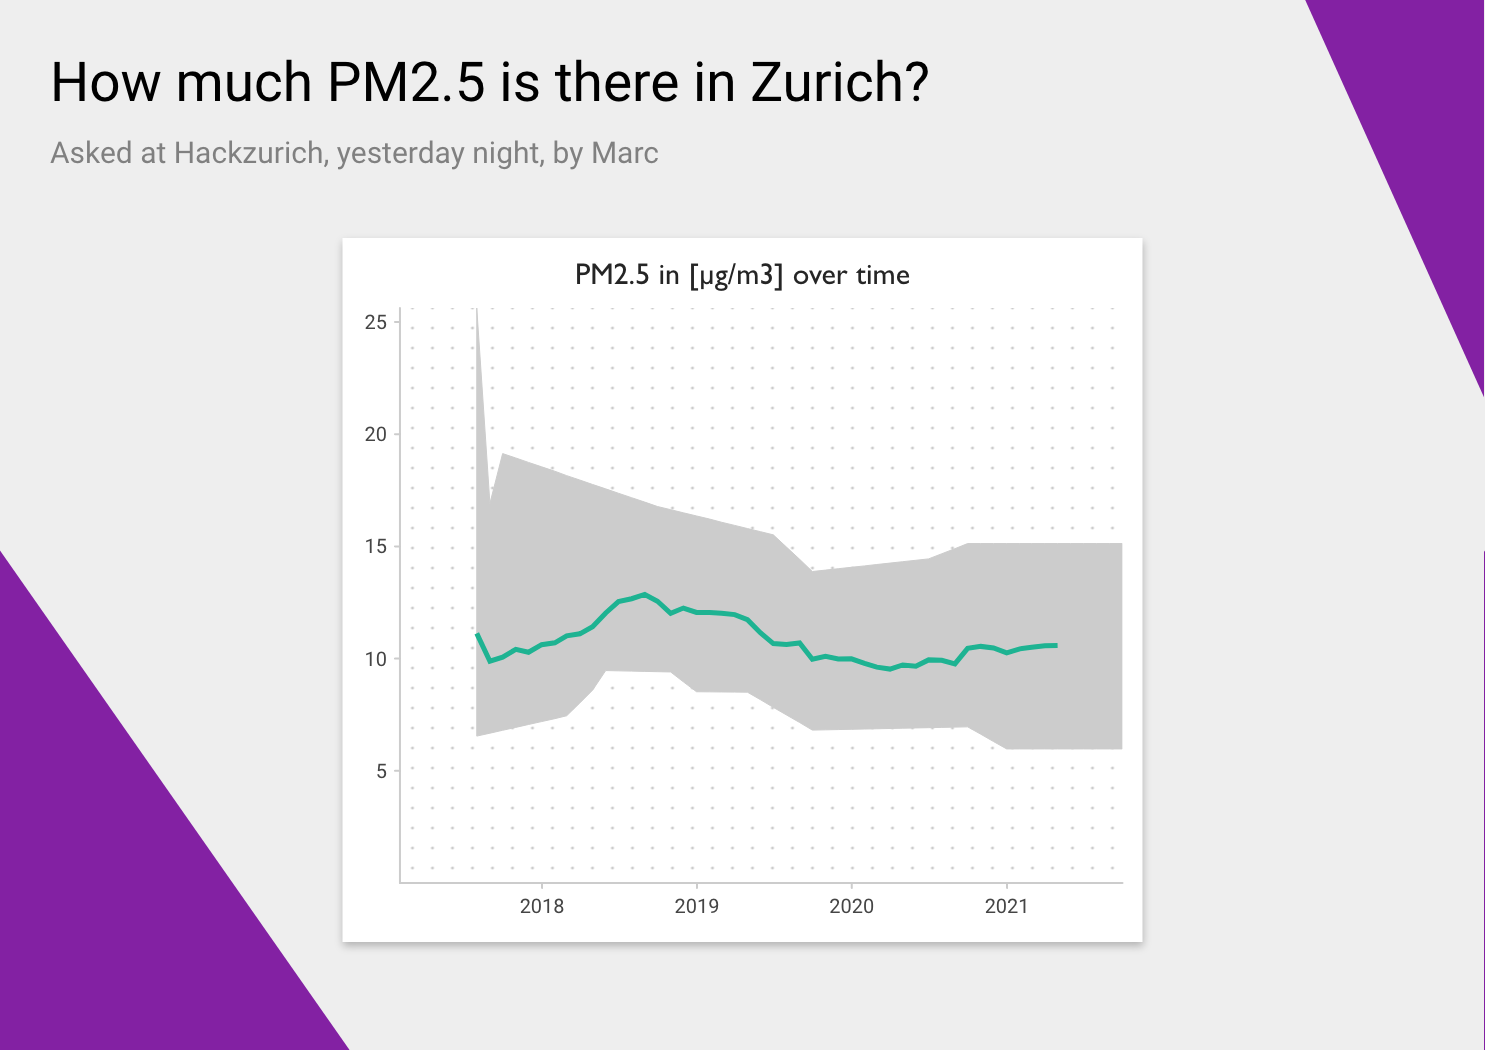 How much PM2.5 is there in Zurich?
Asked at Hackzurich, yesterday night, by Marc
PM2.5 in [µg/m3] over time
25
20
15
10
5
2018 2019 2020 2021